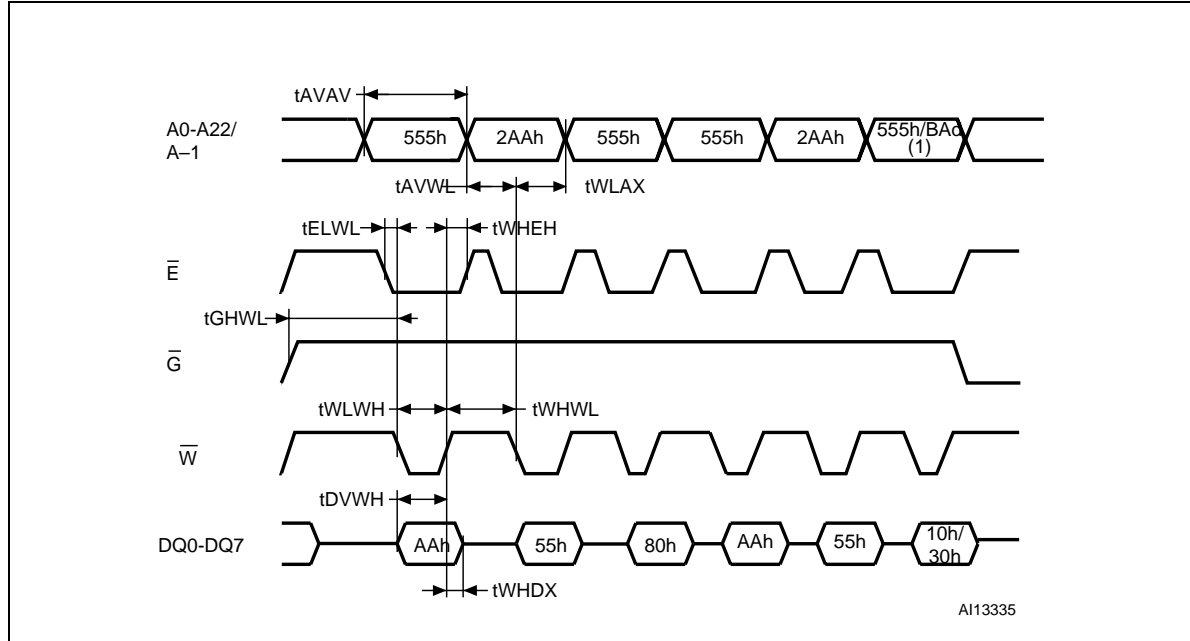 tAVAV
A0-A22/
A–1
555h
2AAh
555h
555h
2AAh
555h/BAd
(1)
tAVWL
tWLAX
tELWL
tWHEH
E
tGHWL
G
tWLWH
tWHWL
W
tDVWH
DQ0-DQ7
AAh
55h
80h
AAh
55h
10h/
30h
tWHDX
AI13335